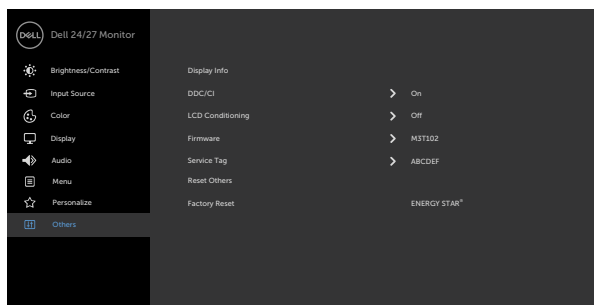 DELL
Dell 24/27 Monitor
Brightness/Contrast
Input Source
Color
Display
Audio
Menu
Personalize
Others
Display Info
DDC/CI On
LCD Conditioning Off
Firmware M3T102
Service Tag ABCDEF
Reset Others
Factory Reset ENERGY STAR®